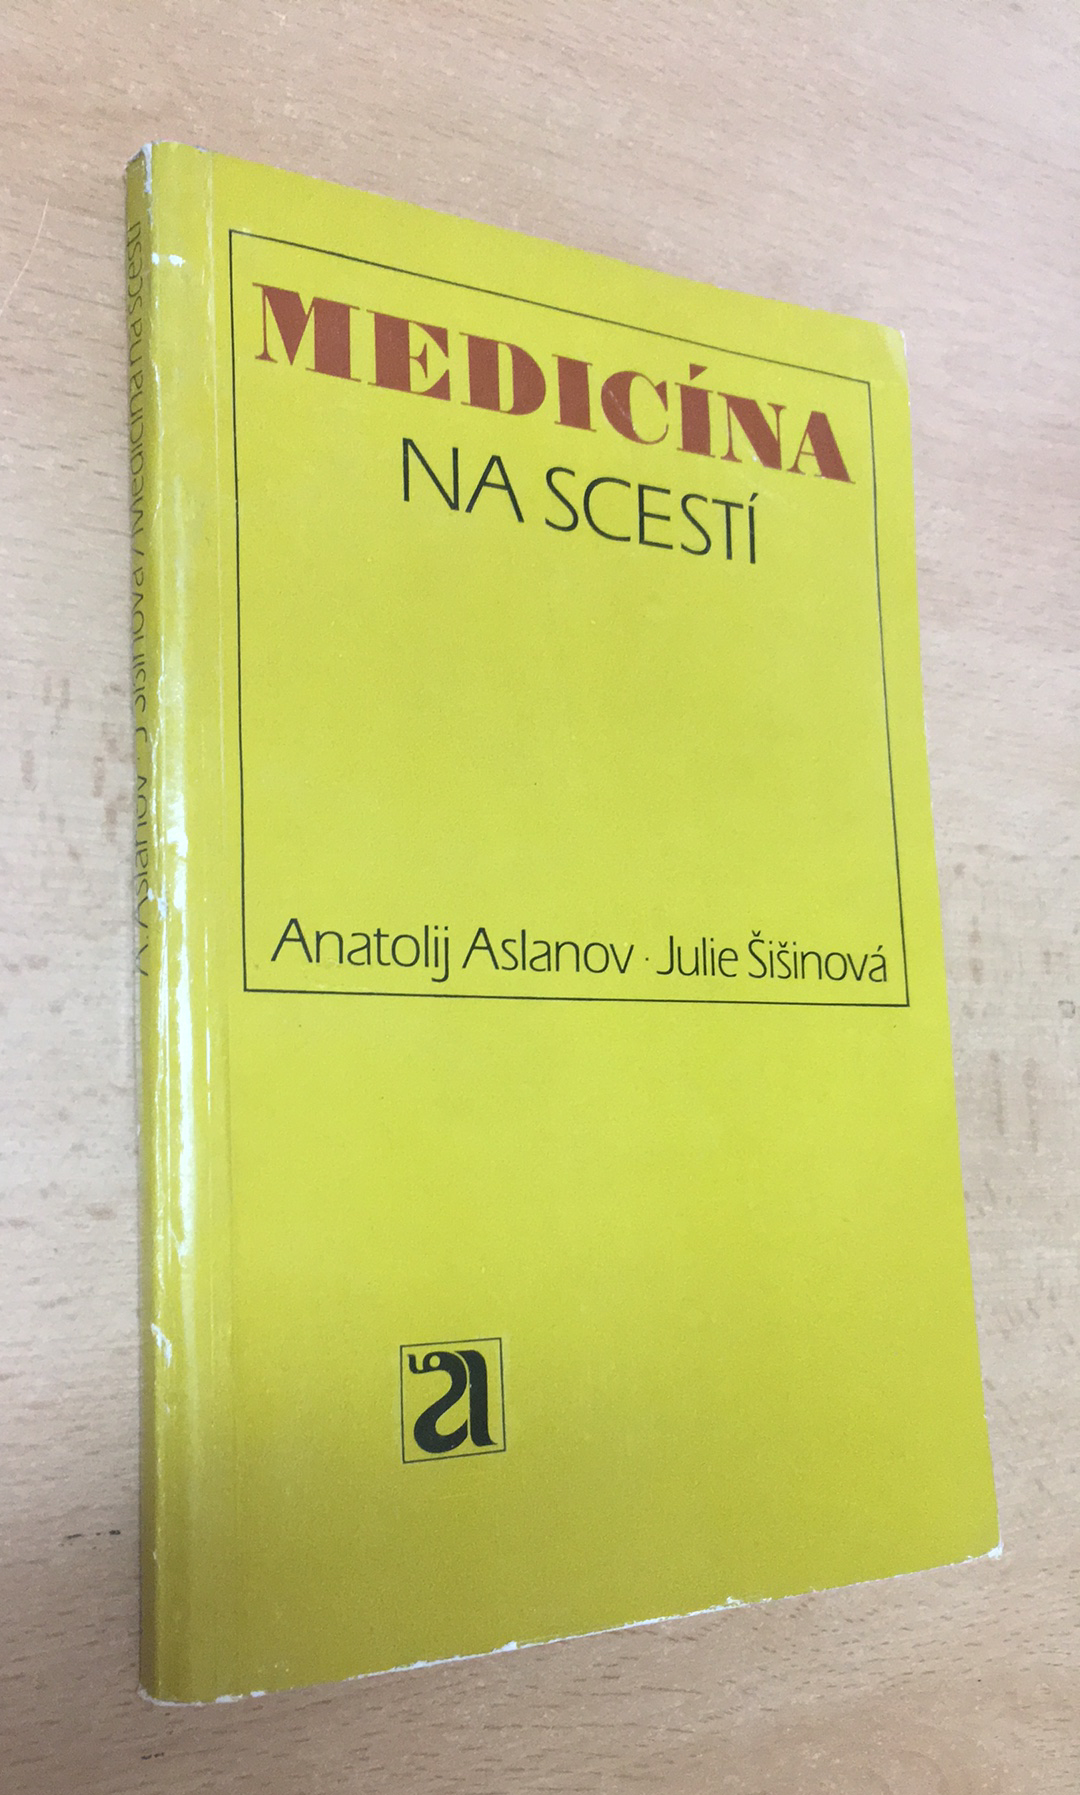 MEDICÍNA
NA SCESTÍ
Anatolij Aslanov · Julie Šišinová
a
A. Aslanov · J. Šišinová / Medicína na scestí